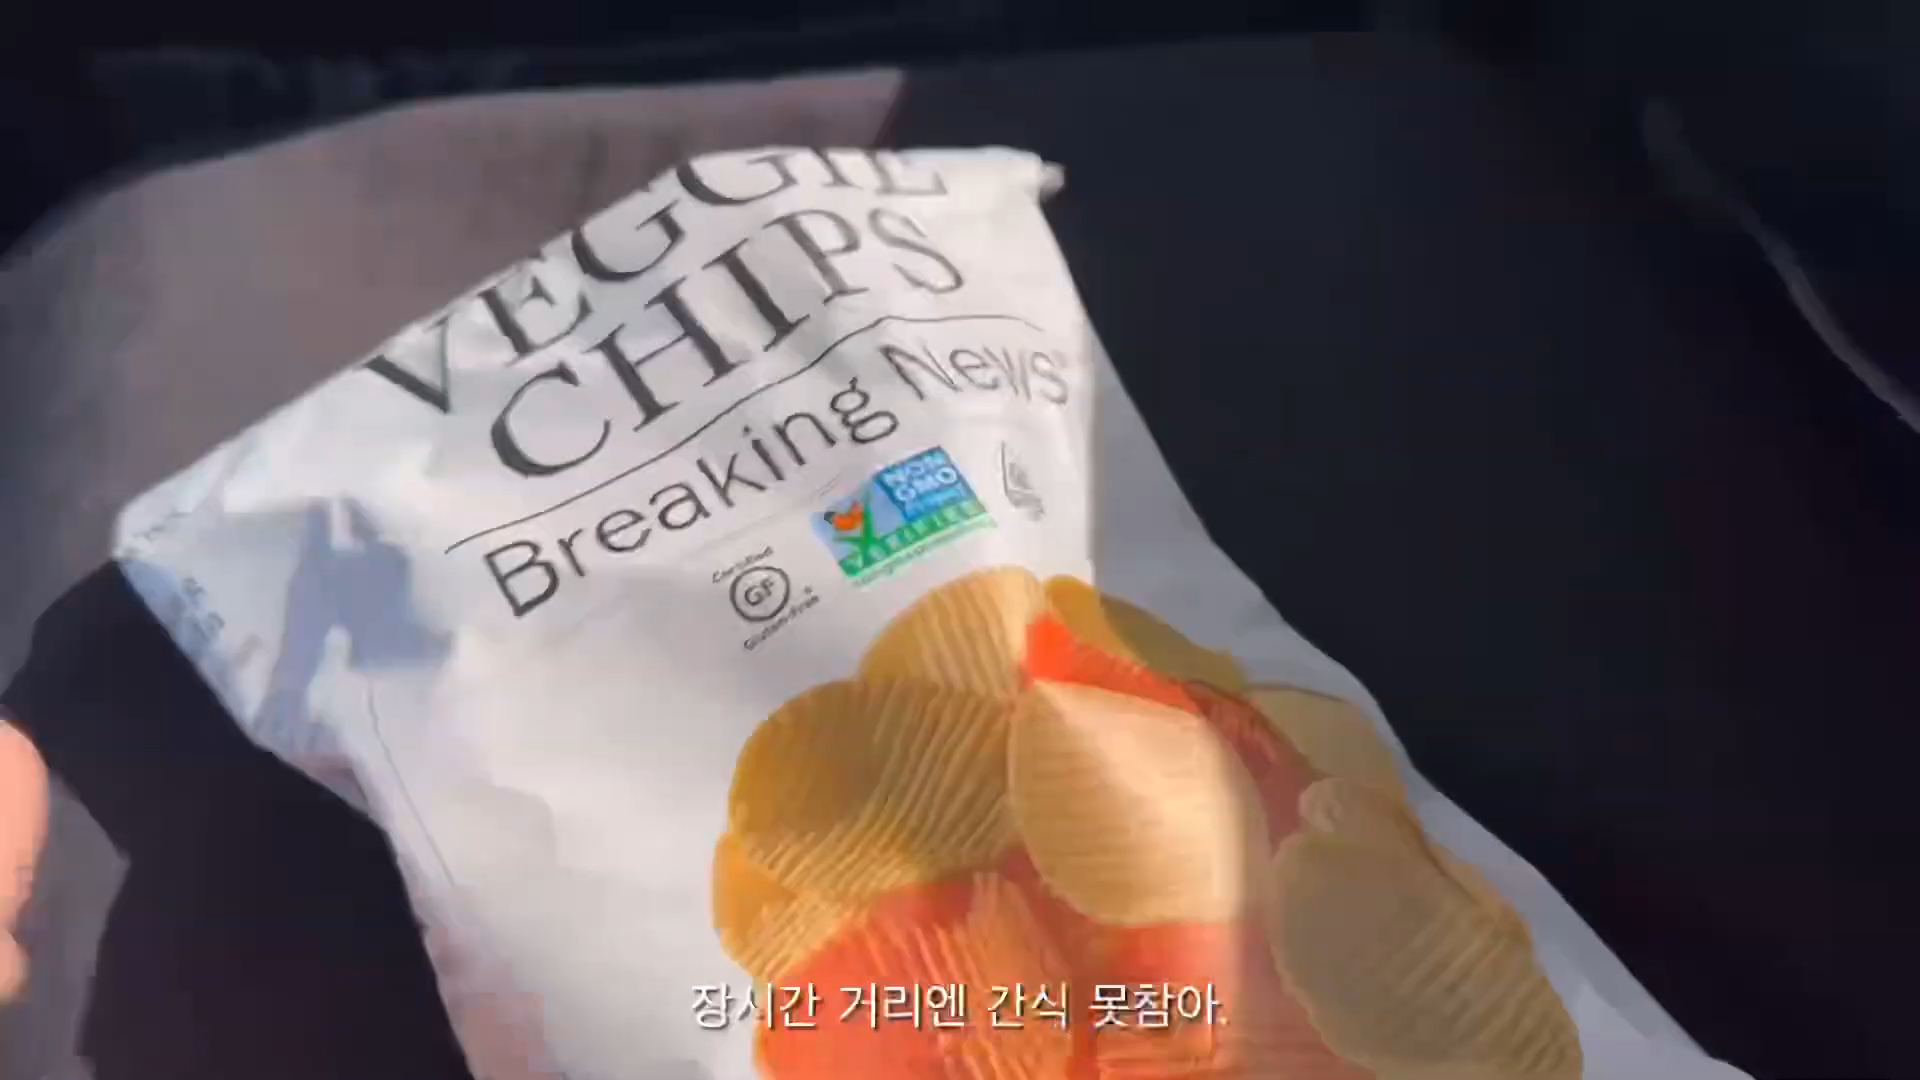 VEGGIE
CHIPS
Breaking News
NON
GMO
VERIFIED
Certified
GF
Gluten-Free
장시간 거리엔 간식 못참아.